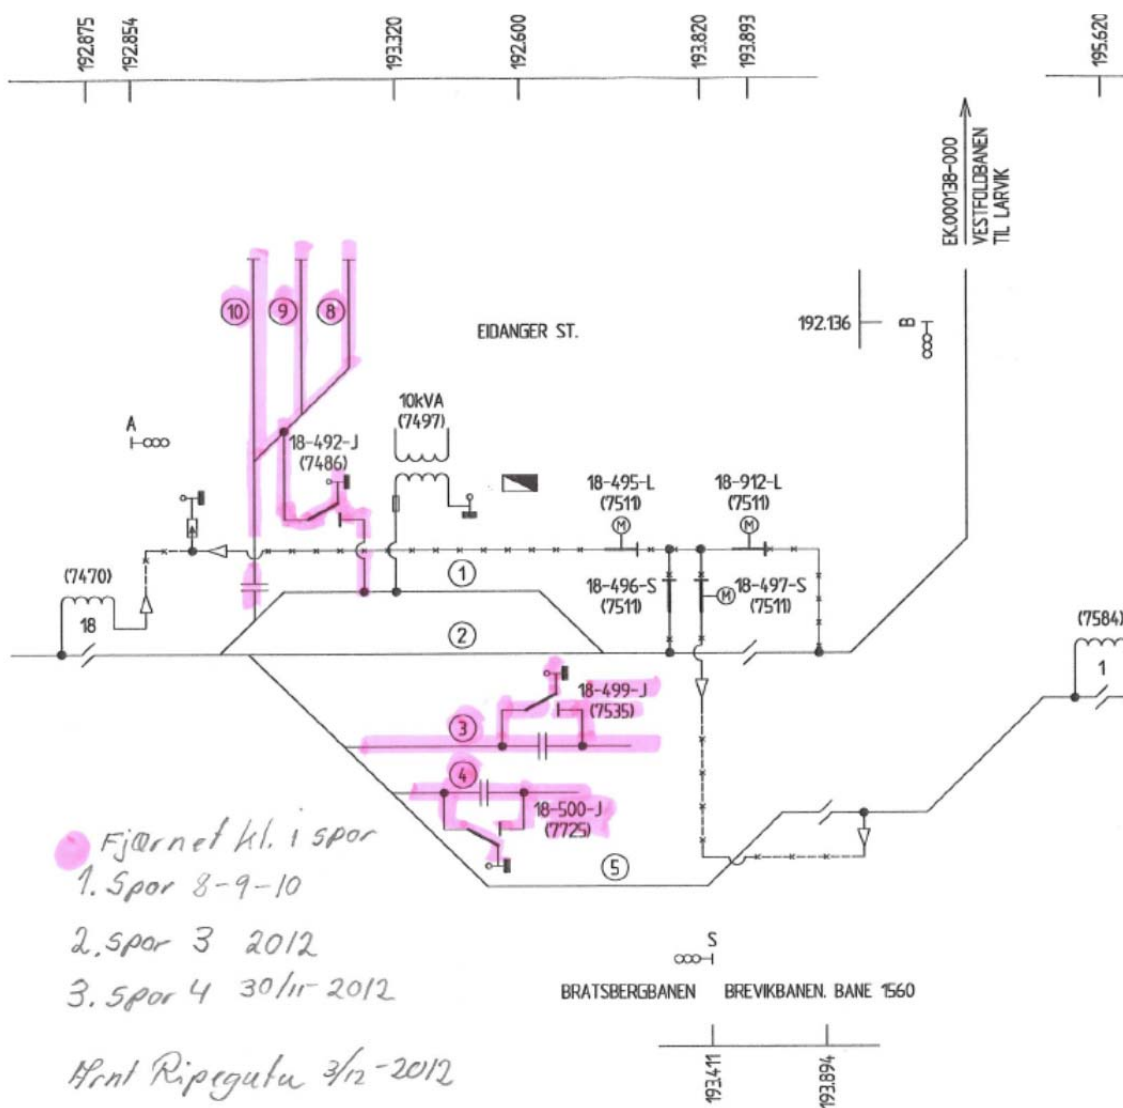 192.875
192.854
193.320
192.600
193.820
193.893
195.620
EK.000138-000
VESTFOLDBANEN
TIL LARVIK
10
9
8
EIDANGER ST.
192.136
B
A
10kVA
(7497)
18-492-J
(7486)
18-495-L
(7511)
18-912-L
(7511)
M
M
(7470)
18
1
18-496-S
(7511)
M
18-497-S
(7511)
(7584)
1
2
18-499-J
(7535)
3
4
18-500-J
(7725)
5
Fjærnet kl. i spor
1. Spor 8-9-10
2. spor 3 2012
3. spor 4 30/11-2012
S
BRATSBERGBANEN BREVIKBANEN. BANE 1560
3/12-2012
193.411
193.894